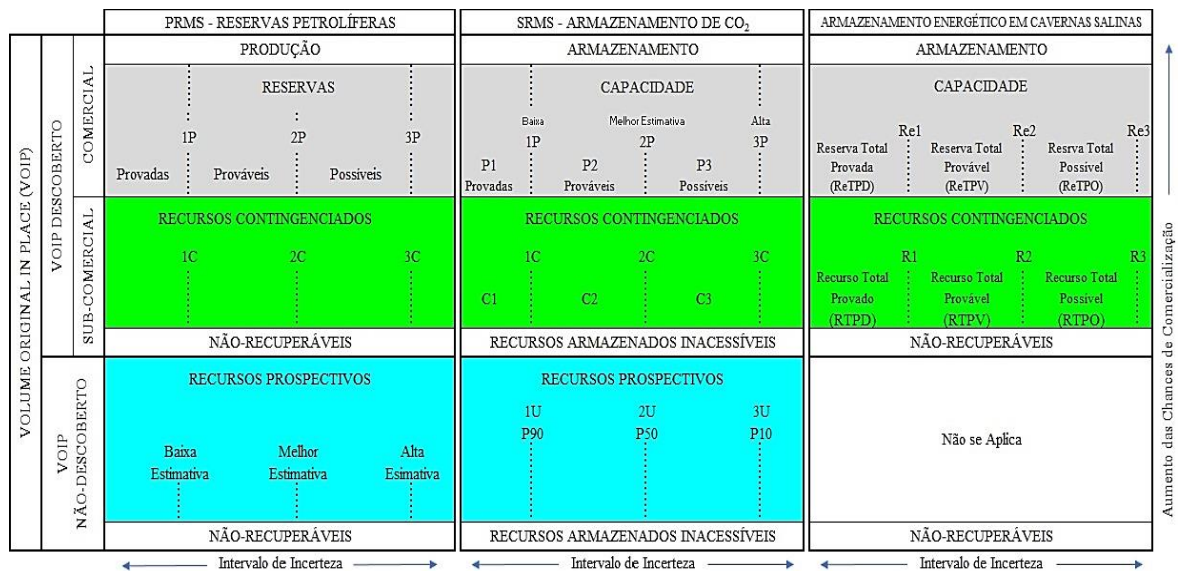 PRMS - RESERVAS PETROLÍFERAS
SRMS - ARMAZENAMENTO DE CO₂
ARMAZENAMENTO ENERGÉTICO EM CAVERNAS SALINAS
VOLUME ORIGINAL IN PLACE (VOIP)
VOIP DESCOBERTO
COMERCIAL
SUB-COMERCIAL
VOIP
NÃO-DESCOBERTO
PRODUÇÃO
RESERVAS
1P 2P 3P
Provadas Prováveis Possíveis
RECURSOS CONTINGENCIADOS
1C 2C 3C
NÃO-RECUPERÁVEIS
RECURSOS PROSPECTIVOS
Baixa Melhor Alta
Estimativa Estimativa Esimativa
NÃO-RECUPERÁVEIS
Intervalo de Incerteza
ARMAZENAMENTO
CAPACIDADE
Baixa Melhor Estimativa Alta
1P 2P 3P
P1 P2 P3
Provadas Prováveis Possíveis
RECURSOS CONTINGENCIADOS
1C 2C 3C
C1 C2 C3
RECURSOS ARMAZENADOS INACESSÍVEIS
RECURSOS PROSPECTIVOS
1U 2U 3U
P90 P50 P10
RECURSOS ARMAZENADOS INACESSÍVEIS
Intervalo de Incerteza
ARMAZENAMENTO
CAPACIDADE
Re1 Re2 Re3
Reserva Total Reserva Total Resrva Total
Provada Provável Possível
(ReTPD) (ReTPV) (ReTPO)
RECURSOS CONTINGENCIADOS
R1 R2 R3
Recurso Total Recurso Total Recurso Total
Provado Provável Possível
(RTPD) (RTPV) (RTPO)
NÃO-RECUPERÁVEIS
Não se Aplica
NÃO-RECUPERÁVEIS
Intervalo de Incerteza
Aumento das Chances de Comercialização